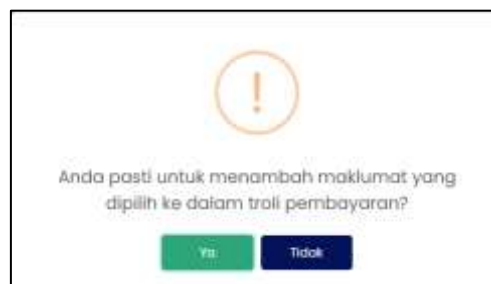 !
Anda pasti untuk menambah maklumat yang
dipilih ke dalam troli pembayaran?
Ya Tidak